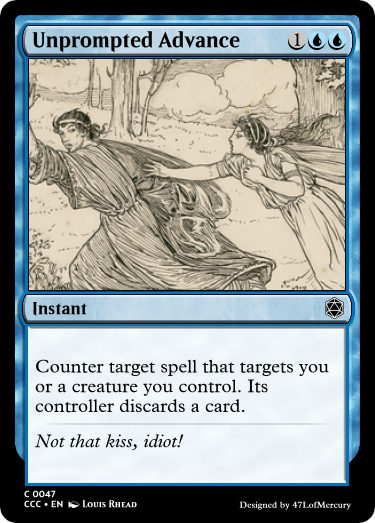 Unprompted Advance 1
Instant
Counter target spell that targets you
or a creature you control. Its
controller discards a card.
Not that kiss, idiot!
C 0047
CCC • EN Louis Rhead
Designed by 47LofMercury